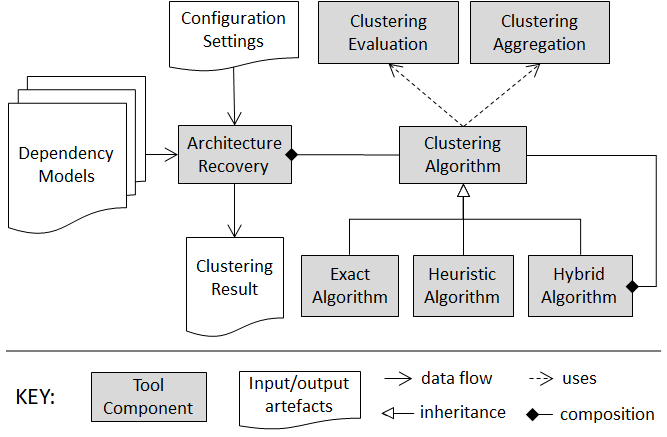 Configuration
Settings
Clustering
Evaluation
Clustering
Aggregation
Dependency
Models
Architecture
Recovery
Clustering
Algorithm
Clustering
Result
Exact
Algorithm
Heuristic
Algorithm
Hybrid
Algorithm
KEY:
Tool
Component
Input/output
artefacts
data flow
uses
inheritance
composition